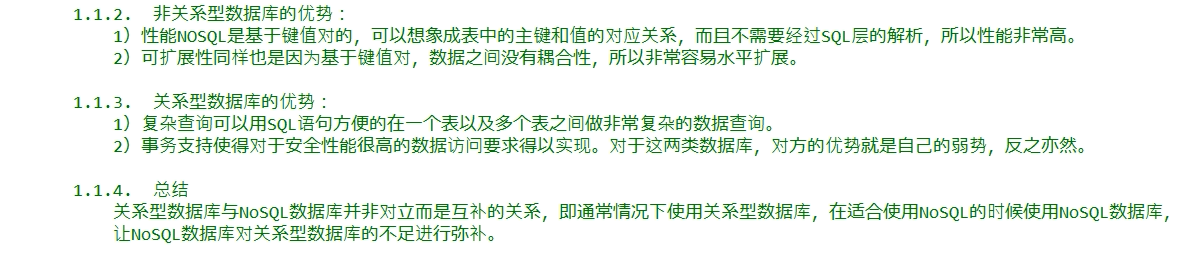 1.1.2. 非关系型数据库的优势：
1）性能NOSQL是基于键值对的，可以想象成表中的主键和值的对应关系，而且不需要经过SQL层的解析，所以性能非常高。
2）可扩展性同样也是因为基于键值对，数据之间没有耦合性，所以非常容易水平扩展。
1.1.3. 关系型数据库的优势：
1）复杂查询可以用SQL语句方便的在一个表以及多个表之间做非常复杂的数据查询。
2）事务支持使得对于安全性能很高的数据访问要求得以实现。对于这两类数据库，对方的优势就是自己的弱势，反之亦然。
1.1.4. 总结
关系型数据库与NoSQL数据库并非对立而是互补的关系，即通常情况下使用关系型数据库，在适合使用NoSQL的时候使用NoSQL数据库，
让NoSQL数据库对关系型数据库的不足进行弥补。